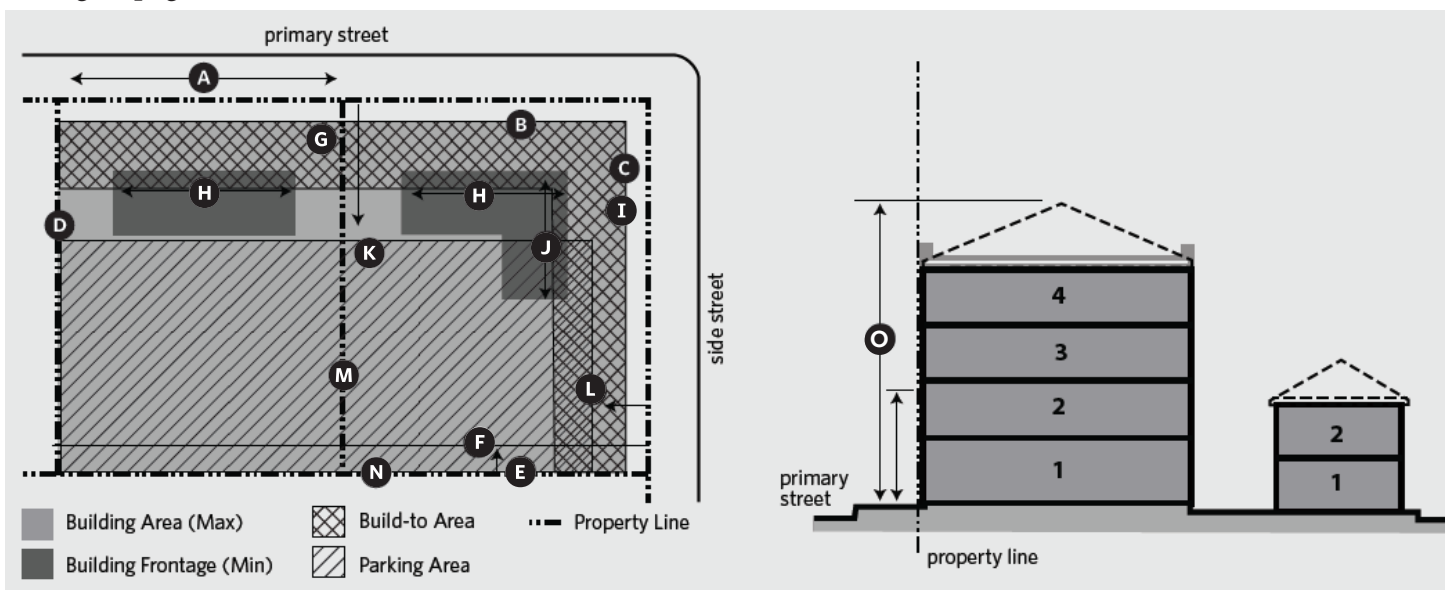 primary street
A
B
G
C
H
H
I
D
J
K
side street
M
L
F
N
E
Building Area (Max)
Build-to Area
Property Line
Building Frontage (Min)
Parking Area
4
O
3
2
2
1
1
primary
street
property line